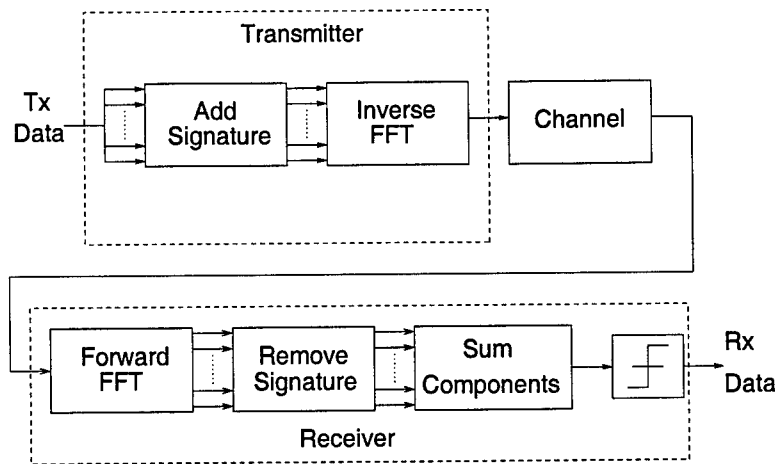 Transmitter
Tx
Data
Add
Signature
Inverse
FFT
Channel
Forward
FFT
Remove
Signature
Sum
Components
Rx
Data
Receiver